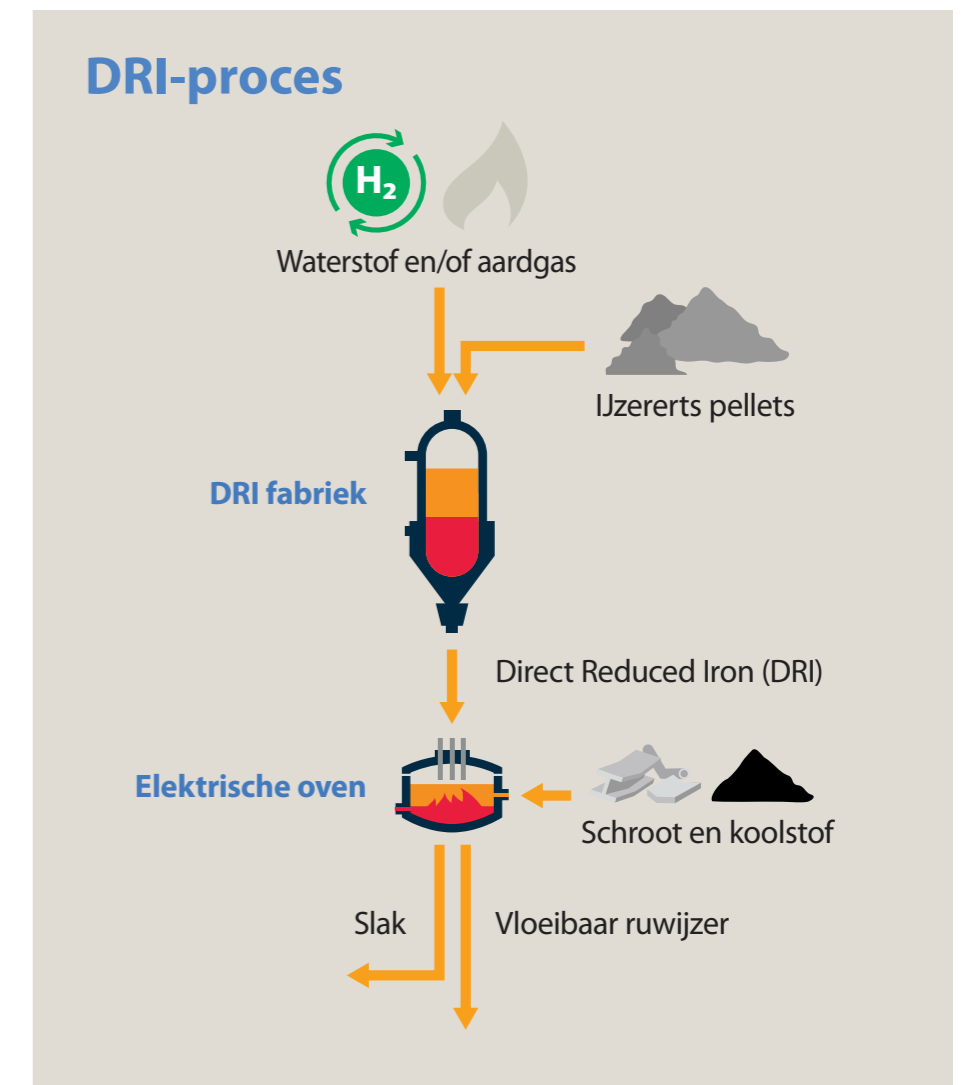 DRI-proces
H₂
Waterstof en/of aardgas
IJzererts pellets
DRI fabriek
Direct Reduced Iron (DRI)
Elektrische oven
Schroot en koolstof
Slak
Vloeibaar ruwijzer